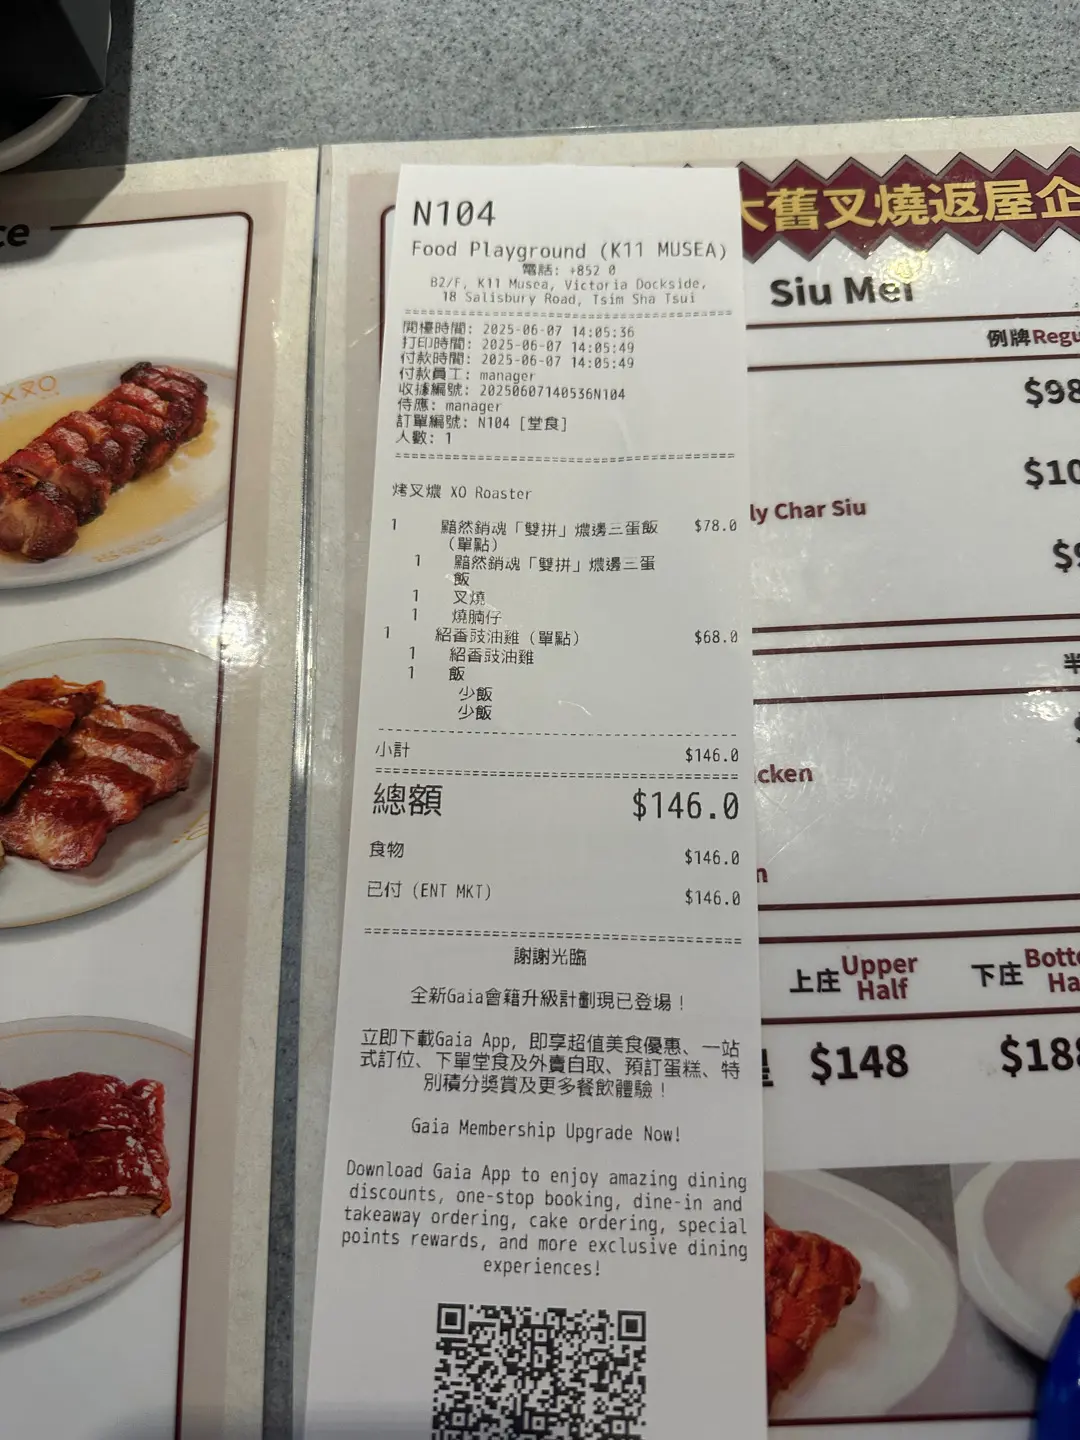 N104
Food Playground (K11 MUSEA)
電話: +852 0
B2/F, K11 Musea, Victoria Dockside,
18 Salisbury Road, Tsim Sha Tsui
開檯時間: 2025-06-07 14:05:36
打印時間: 2025-06-07 14:05:49
付款時間: 2025-06-07 14:05:49
付款員工: manager
收據編號: 20250607140536N104
侍應: manager
訂單編號: N104 [堂食]
人數: 1
烤叉燶 XO Roaster
1 黯然銷魂「雙拼」燶邊三蛋飯 $78.0
(單點)
1 黯然銷魂「雙拼」燶邊三蛋
飯
1 叉燒
1 燒腩仔
1 紹香豉油雞 (單點) $68.0
1 紹香豉油雞
1 飯
少飯
少飯
小計 $146.0
總額 $146.0
食物 $146.0
已付 (ENT MKT) $146.0
謝謝光臨
全新Gaia會籍升級計劃現已登場！
立即下載Gaia App, 即享超值美食優惠、一站
式訂位、下單堂食及外賣自取、預訂蛋糕、特
別積分獎賞及更多餐飲體驗！
Gaia Membership Upgrade Now!
Download Gaia App to enjoy amazing dining
discounts, one-stop booking, dine-in and
takeaway ordering, cake ordering, special
points rewards, and more exclusive dining
experiences!
舊叉燒返屋企
Siu Mei
例牌
$98
Char Siu
上庄 Upper Half
下庄
$148
$188